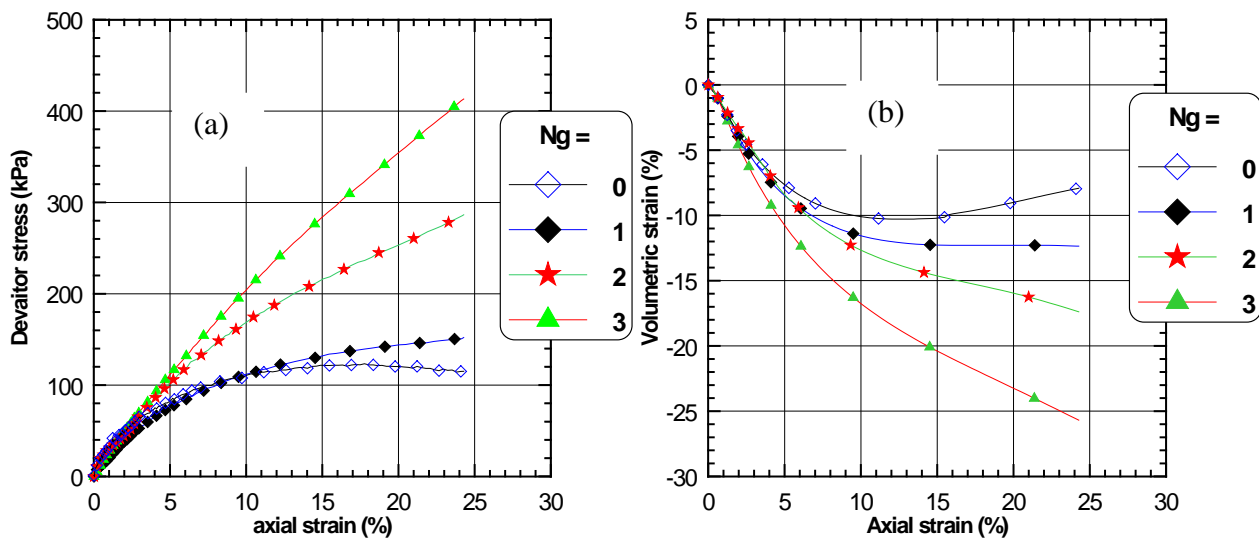 500
400
300
200
100
0
Devaitor stress (kPa)
(a)
0 5 10 15 20 25 30
axial strain (%)
Ng =
0
1
2
3
5
0
-5
-10
-15
-20
-25
-30
Volumetric strain (%)
(b)
0 5 10 15 20 25 30
Axial strain (%)
Ng =
0
1
2
3